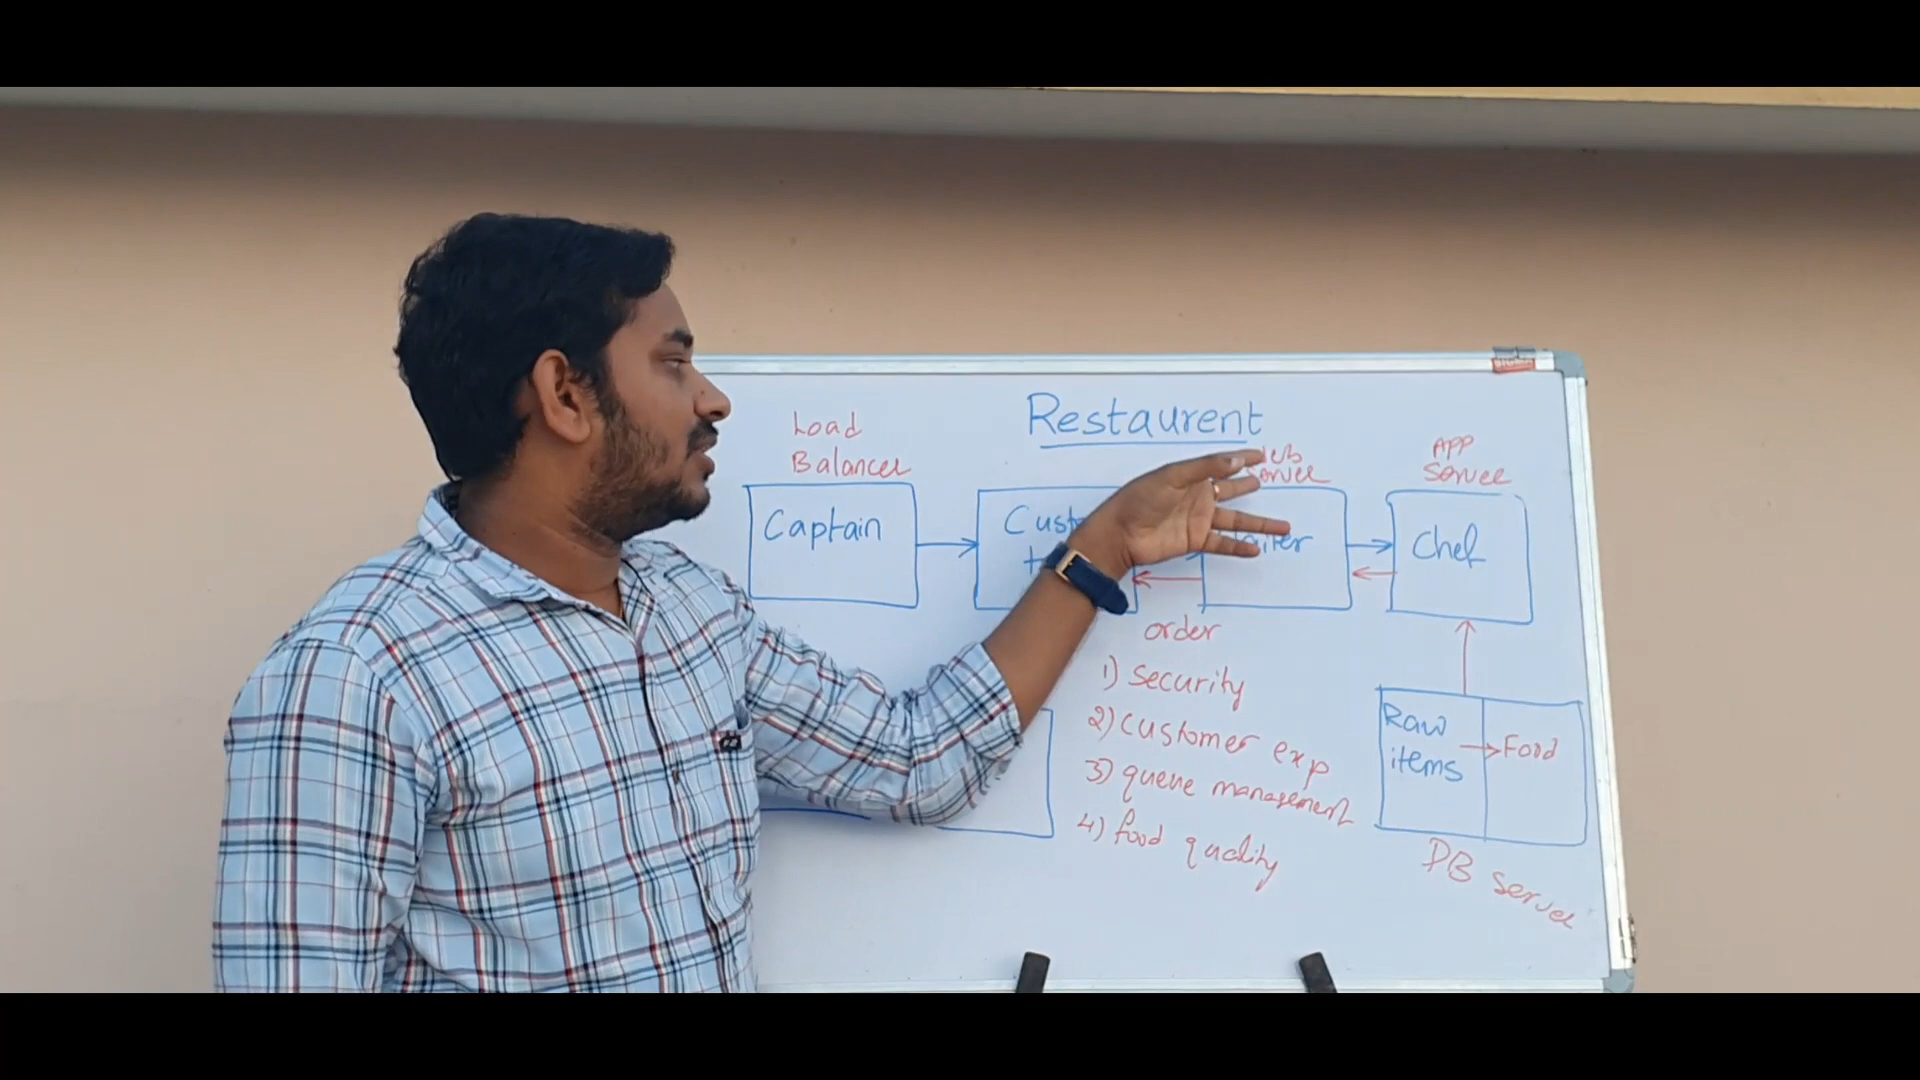 Restaurent
Load
Balancer
Server
APP
Server
Captain
Chef
order
1) security
2) customer exp
3) queue management
4) food quality
Raw
items
Food
DB server